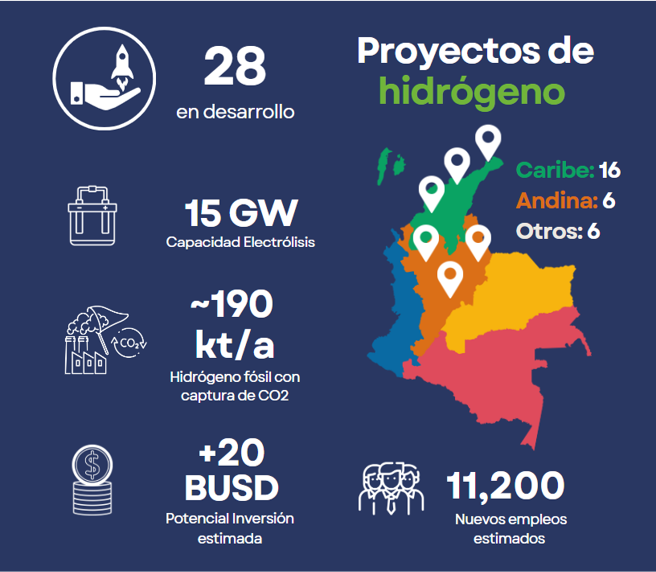 Proyectos de
hidrógeno
28
en desarrollo
Caribe: 16
Andina: 6
Otros: 6
15 GW
Capacidad Electrólisis
~190
kt/a
CO2
Hidrógeno fósil con
captura de CO2
+20
BUSD
Potencial Inversión
estimada
$
11,200
Nuevos empleos
estimados